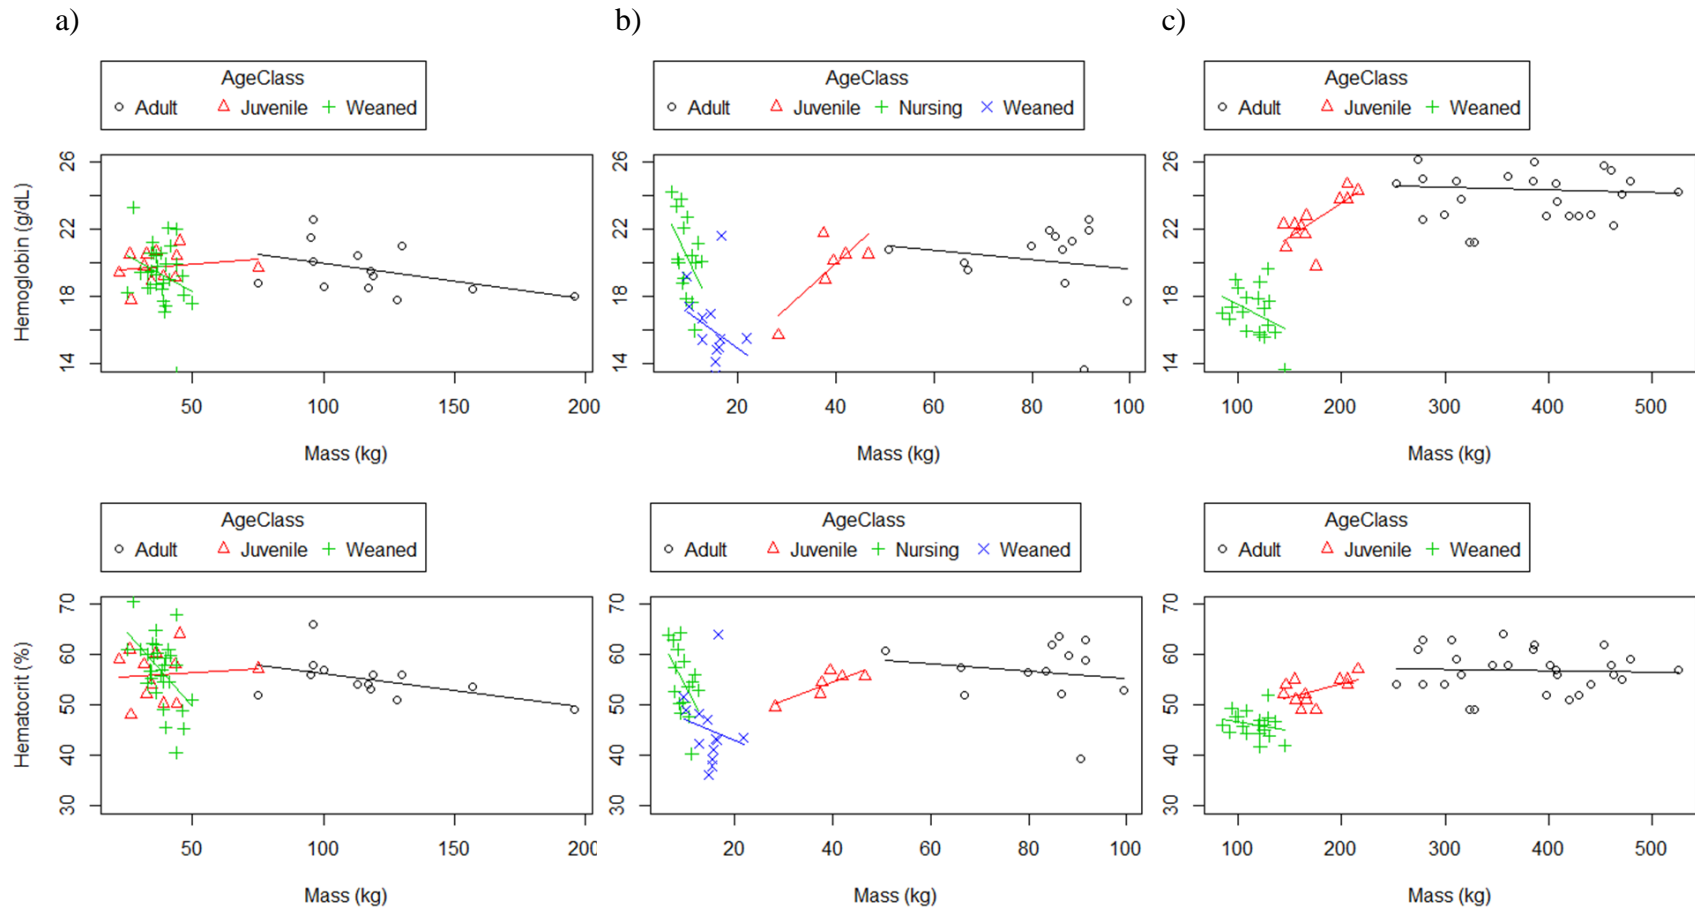 a)
b)
c)
AgeClass
Adult Juvenile Weaned
AgeClass
Adult Juvenile Nursing Weaned
AgeClass
Adult Juvenile Weaned
Hemoglobin (g/dL)
26
22
18
14
50 100 150 200
Mass (kg)
26
22
18
14
20 40 60 80 100
Mass (kg)
26
22
18
14
100 200 300 400 500
Mass (kg)
AgeClass
Adult Juvenile Weaned
AgeClass
Adult Juvenile Nursing Weaned
AgeClass
Adult Juvenile Weaned
Hematocrit (%)
70
60
50
40
30
50 100 150 200
Mass (kg)
70
60
50
40
30
20 40 60 80 100
Mass (kg)
70
60
50
40
30
100 200 300 400 500
Mass (kg)